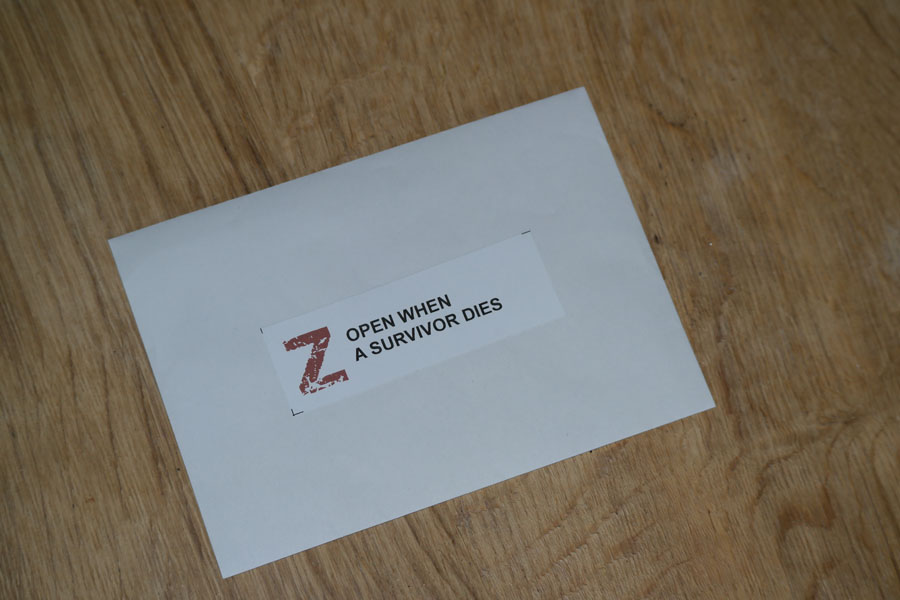 Z
OPEN WHEN
A SURVIVOR DIES